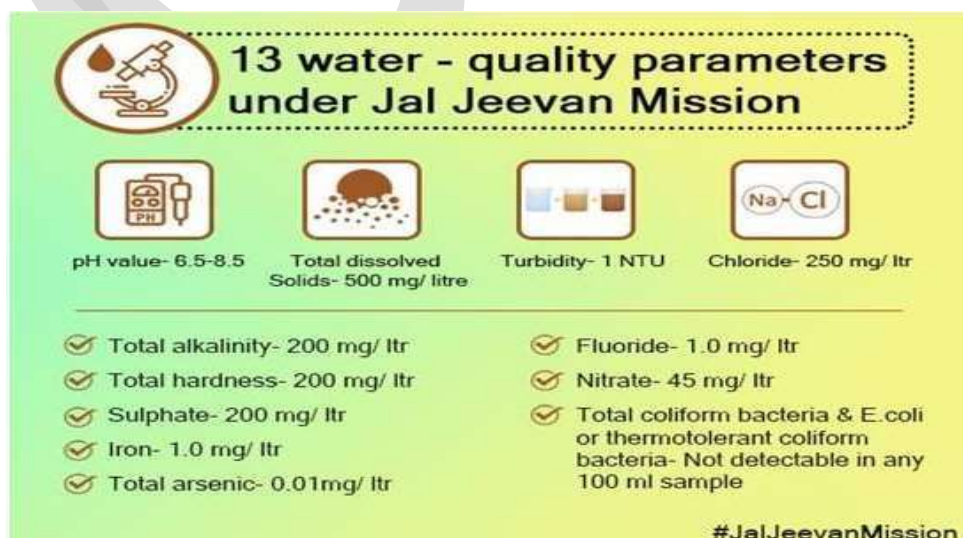 13 water - quality parameters
under Jal Jeevan Mission
PH
Na
Cl
pH value- 6.5-8.5
Total dissolved
Solids- 500 mg/ litre
Turbidity- 1 NTU
Chloride- 250 mg/ ltr
Total alkalinity- 200 mg/ ltr
Total hardness- 200 mg/ ltr
Sulphate- 200 mg/ ltr
Iron- 1.0 mg/ ltr
Total arsenic- 0.01mg/ ltr
Fluoride- 1.0 mg/ ltr
Nitrate- 45 mg/ ltr
Total coliform bacteria & E.coli
or thermotolerant coliform
bacteria- Not detectable in any
100 ml sample
#JalJeevanMission